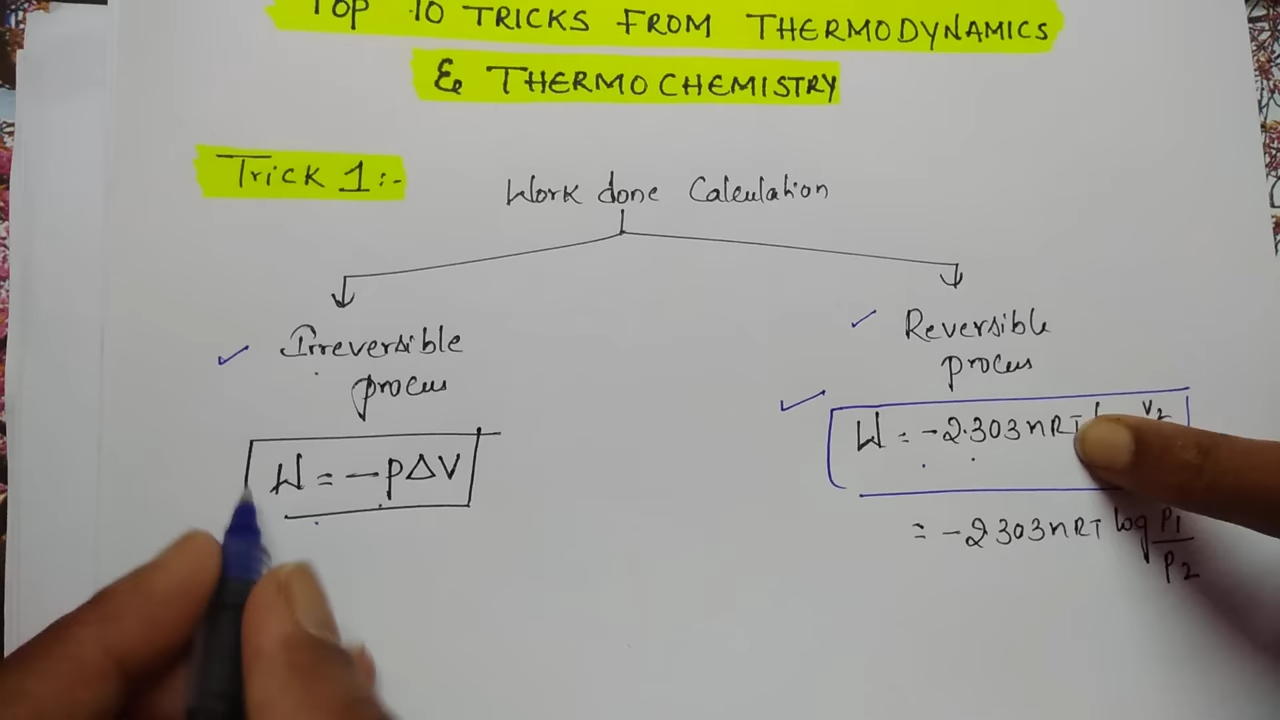 TOP 10 TRICKS FROM THERMODYNAMICS
& THERMOCHEMISTRY
Trick 1:-
Work done Calculation
Irreversible
process
W = -PΔV
Reversible
process
W = -2.303nRT V2
= -2.303nRT log P1/P2